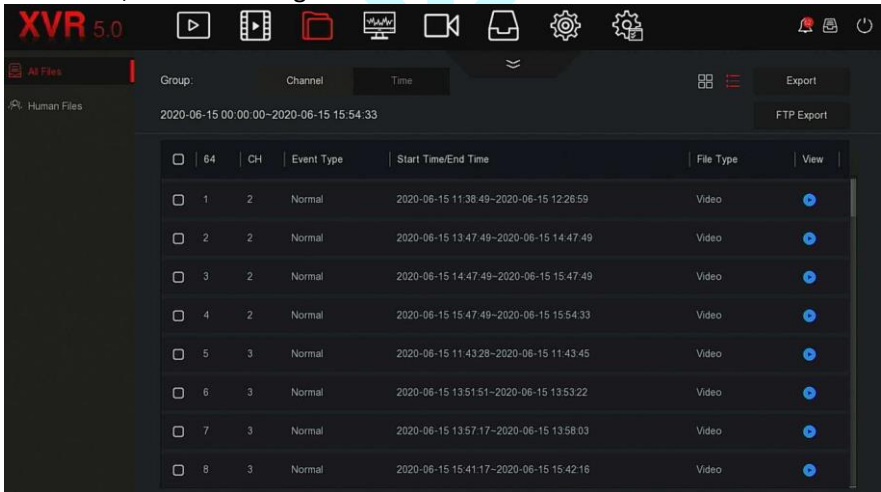 XVR 5.0
All Files
Human Files
Group: Channel Time Export
2020-06-15 00:00:00~2020-06-15 15:54:33 FTP Export
64 CH Event Type Start Time/End Time File Type View
1 2 Normal 2020-06-15 11:38:49~2020-06-15 12:26:59 Video
2 2 Normal 2020-06-15 13:47:49~2020-06-15 14:47:49 Video
3 2 Normal 2020-06-15 14:47:49~2020-06-15 15:47:49 Video
4 2 Normal 2020-06-15 15:47:49~2020-06-15 15:54:33 Video
5 3 Normal 2020-06-15 11:43:28~2020-06-15 11:43:45 Video
6 3 Normal 2020-06-15 13:51:51~2020-06-15 13:53:22 Video
7 3 Normal 2020-06-15 13:57:17~2020-06-15 13:58:03 Video
8 3 Normal 2020-06-15 15:41:17~2020-06-15 15:42:16 Video